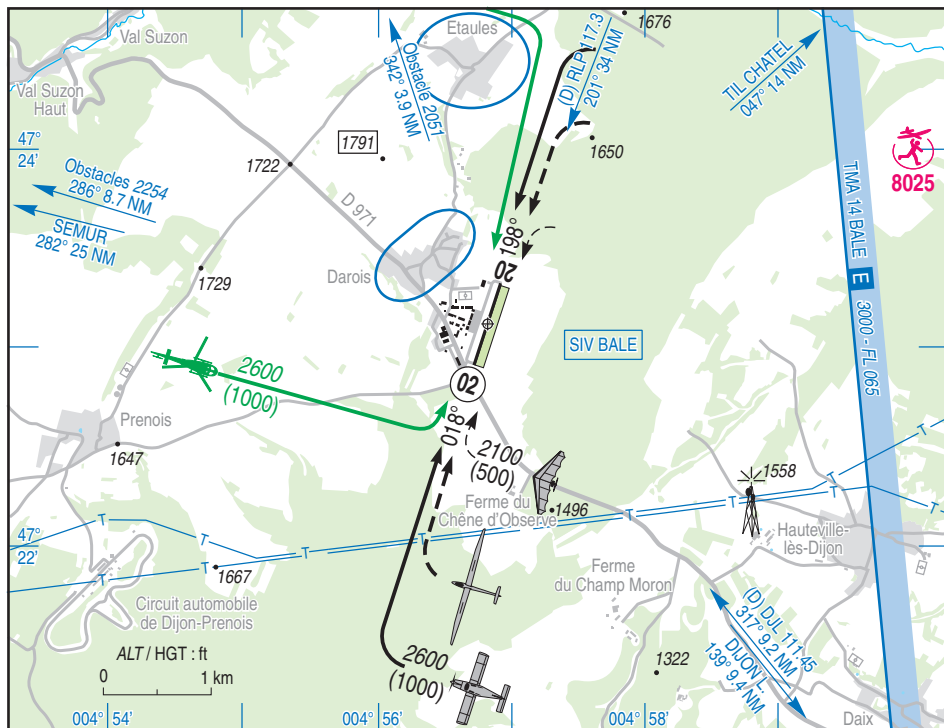 Val Suzon
Etaules
1676
Val Suzon
Haut
Obstacle 2051
342° 3.9 NM
(D) RLP 117.3
201° 34 NM
TIL CHATEL
047° 14 NM
47°
24'
1791
1722
1650
8025
Obstacles 2254
286° 8.7 NM
SEMUR
282° 25 NM
D 971
TMA 14 BALE E 3000 - FL 065
198°
Darois
20
1729
SIV BALE
2600
(1000)
02
018°
Prenois
1647
2100
(500)
1558
Ferme du
Chêne d'Observe
1496
T
T
T
T
T
T
T
T
T
T
Hauteville-
lès-Dijon
47°
22'
1667
Ferme
du Champ Moron
Circuit automobile
de Dijon-Prenois
(D) DJL 111.45
317° 9.2 NM
DIJON L
139° 9.4 NM
ALT / HGT : ft
0 1 km
2600
(1000)
1322
Daix
004° 54'
004° 56'
004° 58'